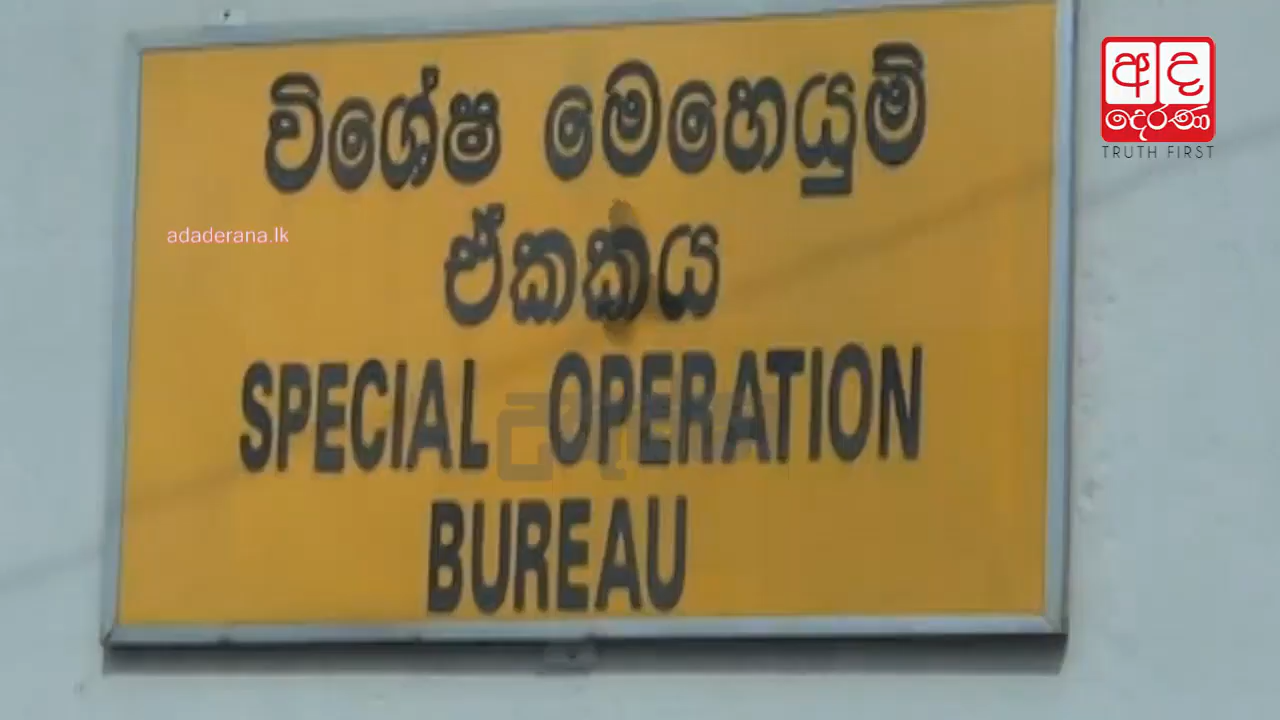 අද
දෙරණ
TRUTH FIRST
විශේෂ මෙහෙයුම්
ඒකකය
adaderana.lk
SPECIAL OPERATION
BUREAU